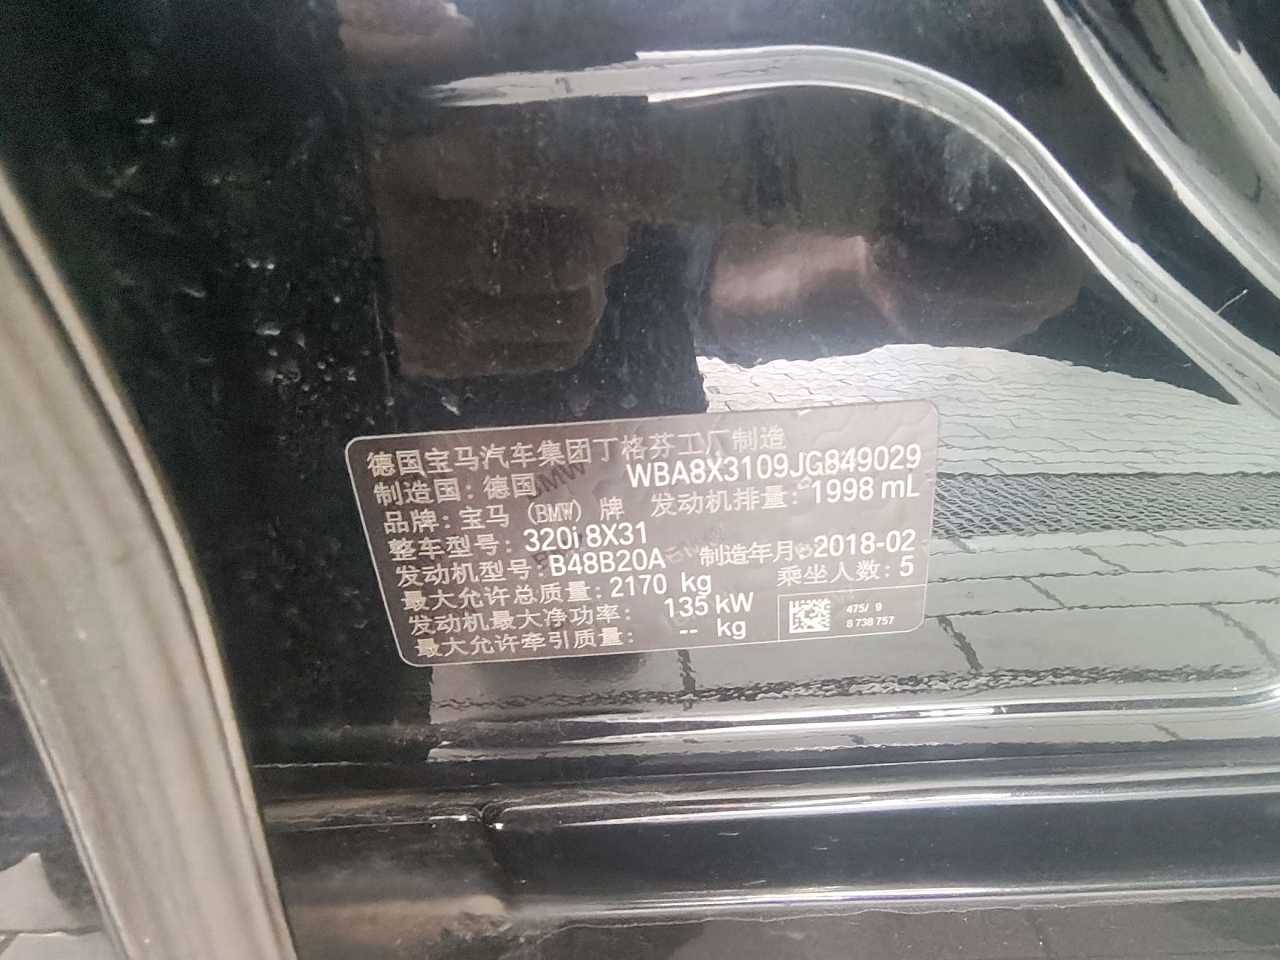 德国宝马汽车集团丁格芬工厂制造
制造国：德国 WBA8X3109JG849029
品牌：宝马 (BMW) 牌 发动机排量：1998 mL
整车型号：320i 8X31
发动机型号：B48B20A 制造年月：2018-02
最大允许总质量：2170 kg 乘坐人数：5
发动机最大净功率： 135 kW
最大允许牵引质量： -- kg
475/ 9
8 738 757